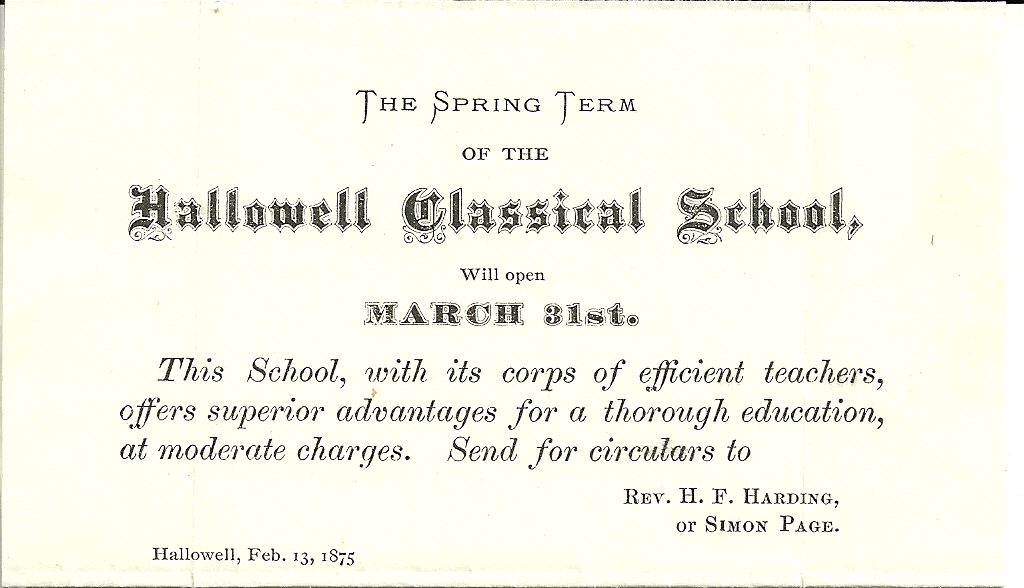 The Spring Term
OF THE
Hallowell Classical School,
Will open
MARCH 31st.
This School, with its corps of efficient teachers,
offers superior advantages for a thorough education,
at moderate charges. Send for circulars to
Rev. H. F. Harding,
or Simon Page.
Hallowell, Feb. 13, 1875